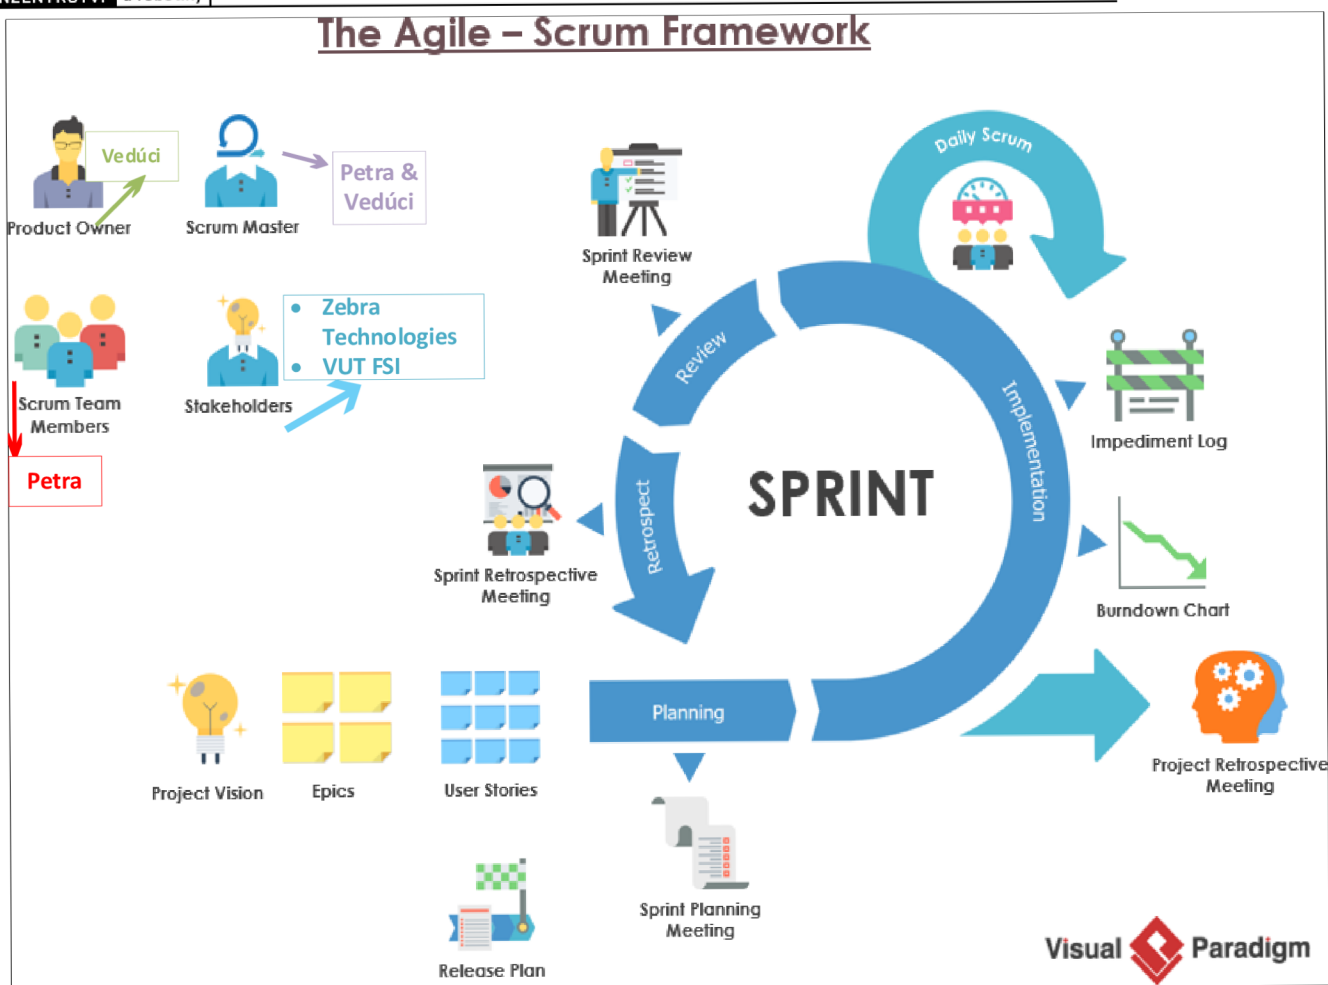 The Agile – Scrum Framework
Vedúci
Product Owner
Scrum Master
Petra &
Vedúci
Scrum Team
Members
Petra
Stakeholders
• Zebra
Technologies
• VUT FSI
Sprint Review
Meeting
Daily Scrum
Review
Implementation
Impediment Log
SPRINT
Retrospect
Sprint Retrospective
Meeting
Burndown Chart
Project Vision
Epics
User Stories
Planning
Project Retrospective
Meeting
Sprint Planning
Meeting
Release Plan
Visual Paradigm